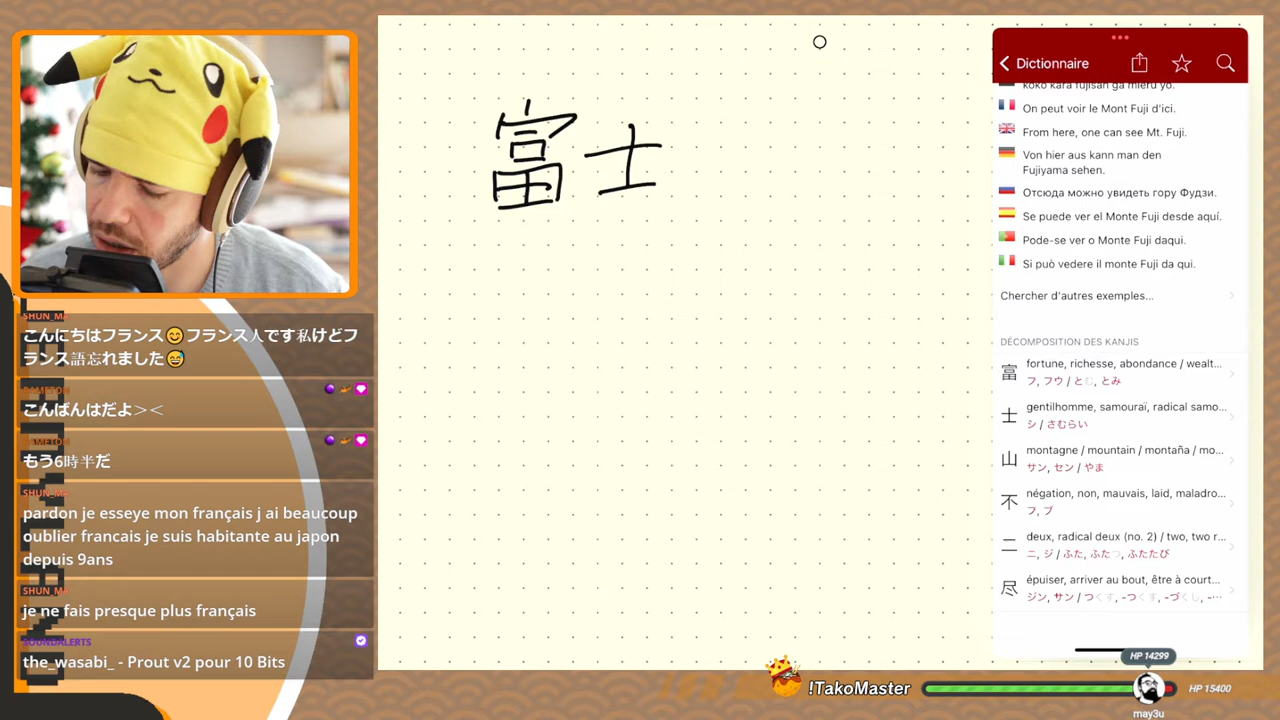 SHUN_MA
こんにちはフランス😊フランス人です私けどフ
ランス語忘れました😅
こんばんはだよ＞＜
もう6時半だ
SHUN_MA
pardon je esseye mon français j ai beaucoup
oublier francais je suis habitante au japon
depuis 9ans
SHUN_MA
je ne fais presque plus français
SOUNDALERTS
the_wasabi_ - Prout v2 pour 10 Bits
富士
Dictionnaire
koko kara fujisan ga mieru yo.
On peut voir le Mont Fuji d'ici.
From here, one can see Mt. Fuji.
Von hier aus kann man den
Fujiyama sehen.
Отсюда можно увидеть гору Фудзи.
Se puede ver el Monte Fuji desde aquí.
Pode-se ver o Monte Fuji daqui.
Si può vedere il monte Fuji da qui.
Chercher d'autres exemples...
DÉCOMPOSITION DES KANJIS
富 fortune, richesse, abondance / wealt...
フ, フウ / とむ, とみ
士 gentilhomme, samouraï, radical samo...
シ / さむらい
山 montagne / mountain / montaña / mo...
サン, セン / やま
不 négation, non, mauvais, laid, maladro...
フ, ブ
二 deux, radical deux (no. 2) / two, two r...
ニ, ジ / ふた, ふたつ, ふたたび
尽 épuiser, arriver au bout, être à court...
ジン, サン / つくす, -つくす, -づくし, -...
!TakoMaster
HP 14299
HP 15400
may3u